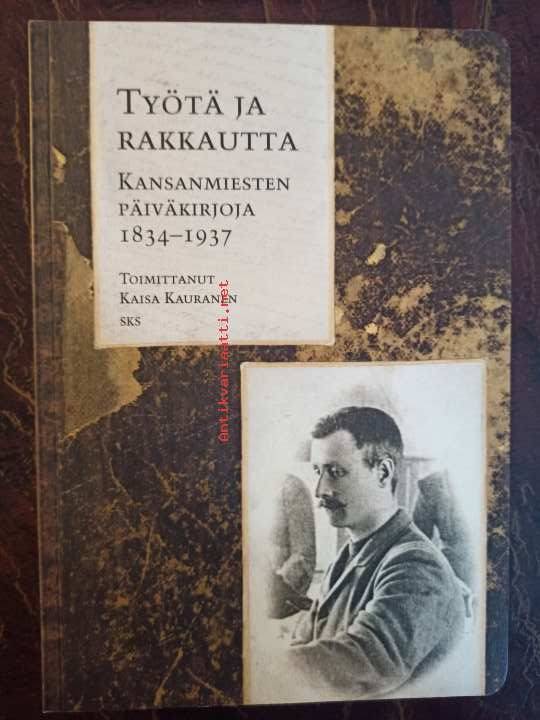 TYÖTÄ JA
RAKKAUTTA
KANSANMIESTEN
PÄIVÄKIRJOJA
1834–1937
TOIMITTANUT
KAISA KAURANEN
SKS
Antikvariaatti.net